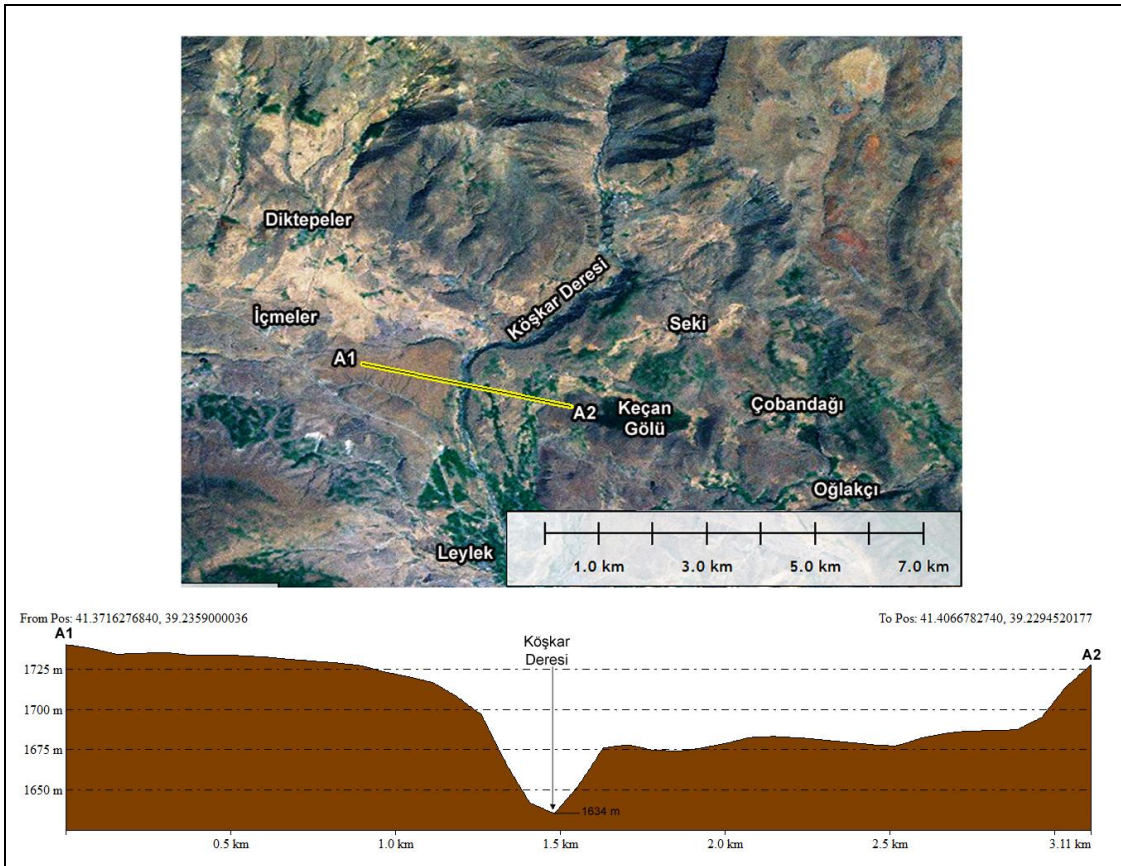 Diktepeler
İçmeler
Köşkar Deresi
Seki
A1
A2
Keçan
Gölü
Çobandağı
Oğlakçı
Leylek
1.0 km 3.0 km 5.0 km 7.0 km
From Pos: 41.3716276840, 39.2359000036
To Pos: 41.4066782740, 39.2294520177
A1
Köşkar
Deresi
A2
1725 m
1700 m
1675 m
1650 m
1634 m
0.5 km 1.0 km 1.5 km 2.0 km 2.5 km 3.11 km